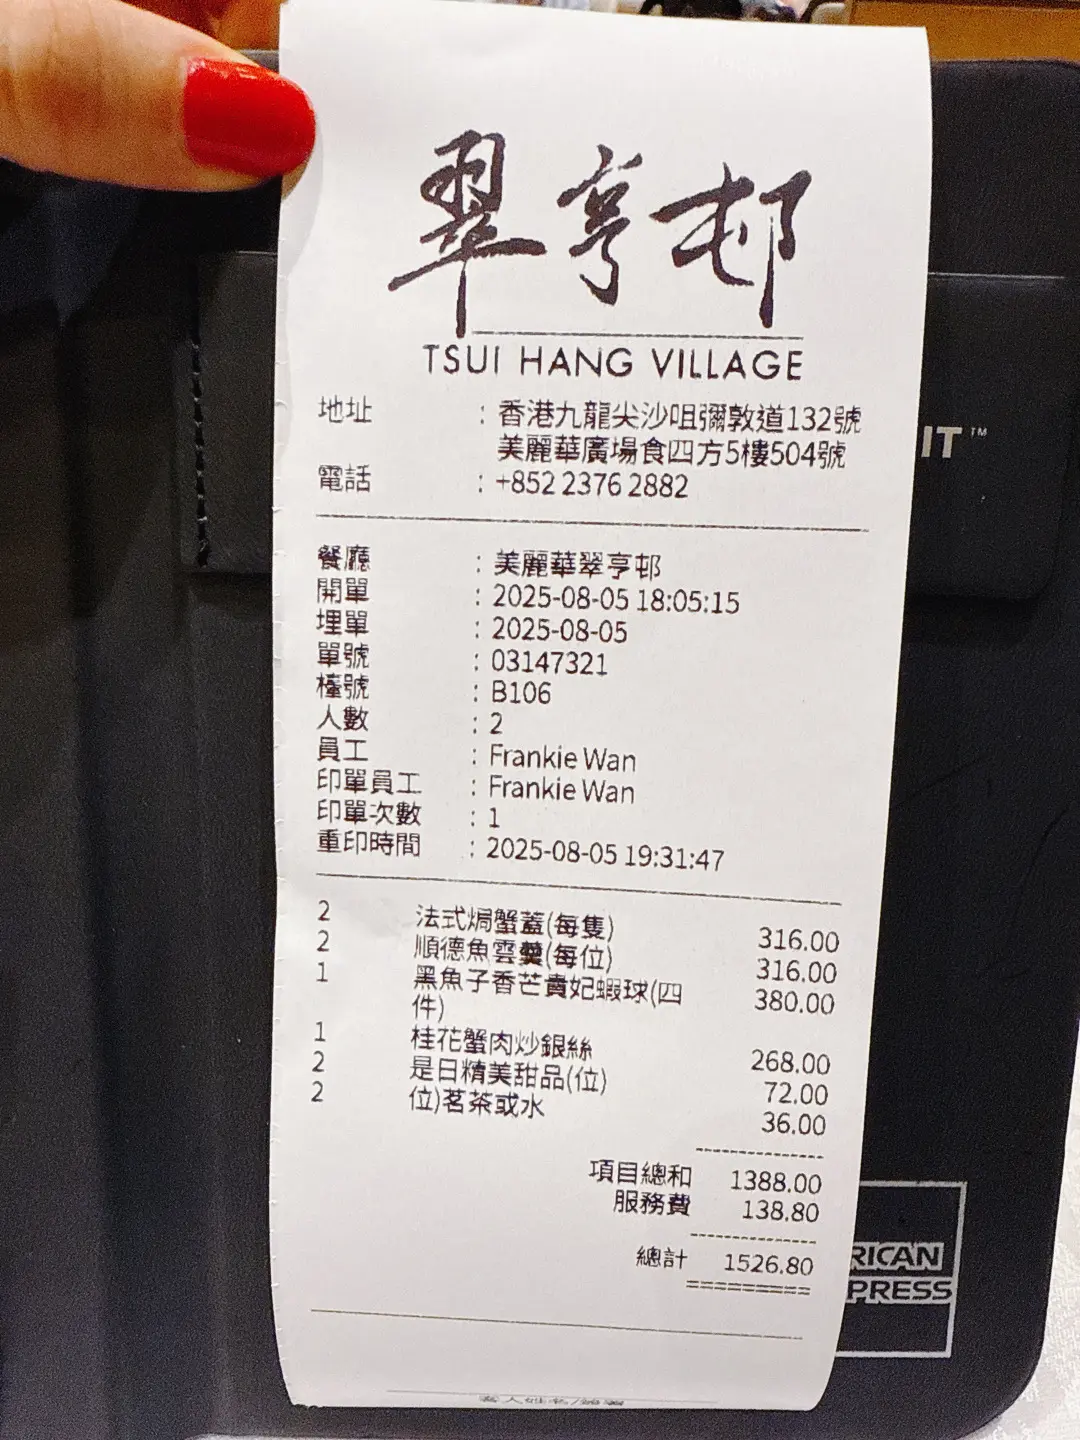 翠亨邨
TSUI HANG VILLAGE
地址 : 香港九龍尖沙咀彌敦道132號
美麗華廣場食四方5樓504號
電話 : +852 2376 2882
餐廳 : 美麗華翠亨邨
開單 : 2025-08-05 18:05:15
埋單 : 2025-08-05
單號 : 03147321
檯號 : B106
人數 : 2
員工 : Frankie Wan
印單員工 : Frankie Wan
印單次數 : 1
重印時間 : 2025-08-05 19:31:47
2 法式焗蟹蓋(每隻) 316.00
2 順德魚雲羹(每位) 316.00
1 黑魚子香芒貴妃蝦球(四 380.00
件)
1 桂花蟹肉炒銀絲 268.00
2 是日精美甜品(位) 72.00
2 位)茗茶或水 36.00
項目總和 1388.00
服務費 138.80
總計 1526.80
=========
客人姓名/簽署
IT™
RICAN
PRESS